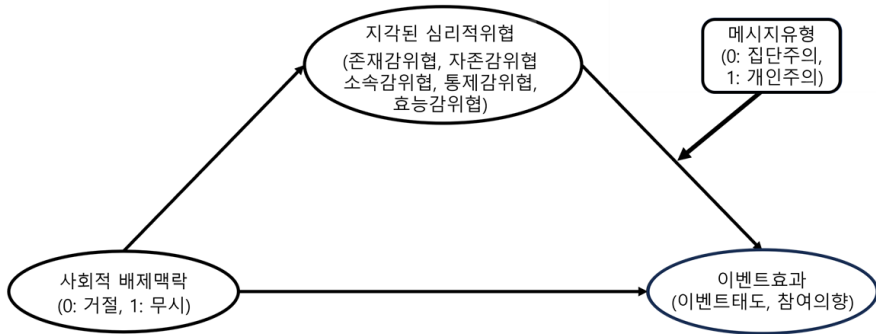 지각된 심리적위협
(존재감위협, 자존감위협
소속감위협, 통제감위협,
효능감위협)
메시지유형
(0: 집단주의,
1: 개인주의)
사회적 배제맥락
(0: 거절, 1: 무시)
이벤트효과
(이벤트태도, 참여의향)